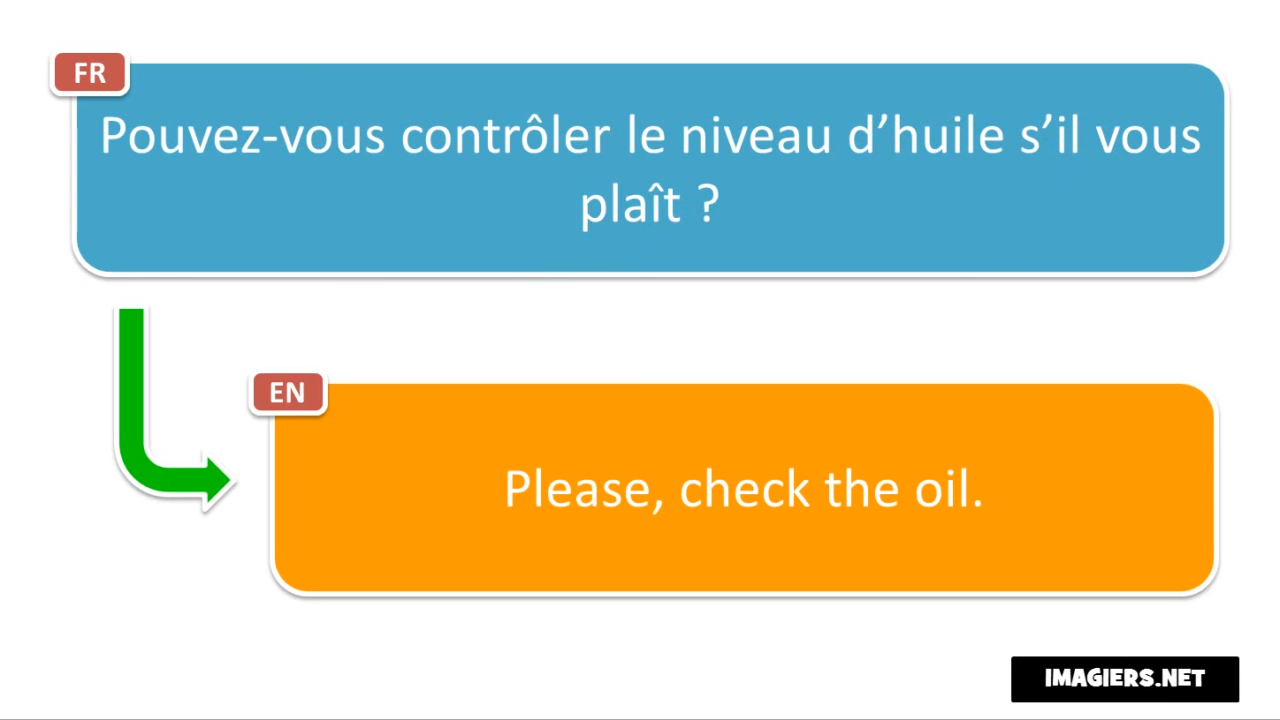 FR
Pouvez-vous contrôler le niveau d’huile s’il vous
plaît ?
EN
Please, check the oil.
IMAGIERS.NET